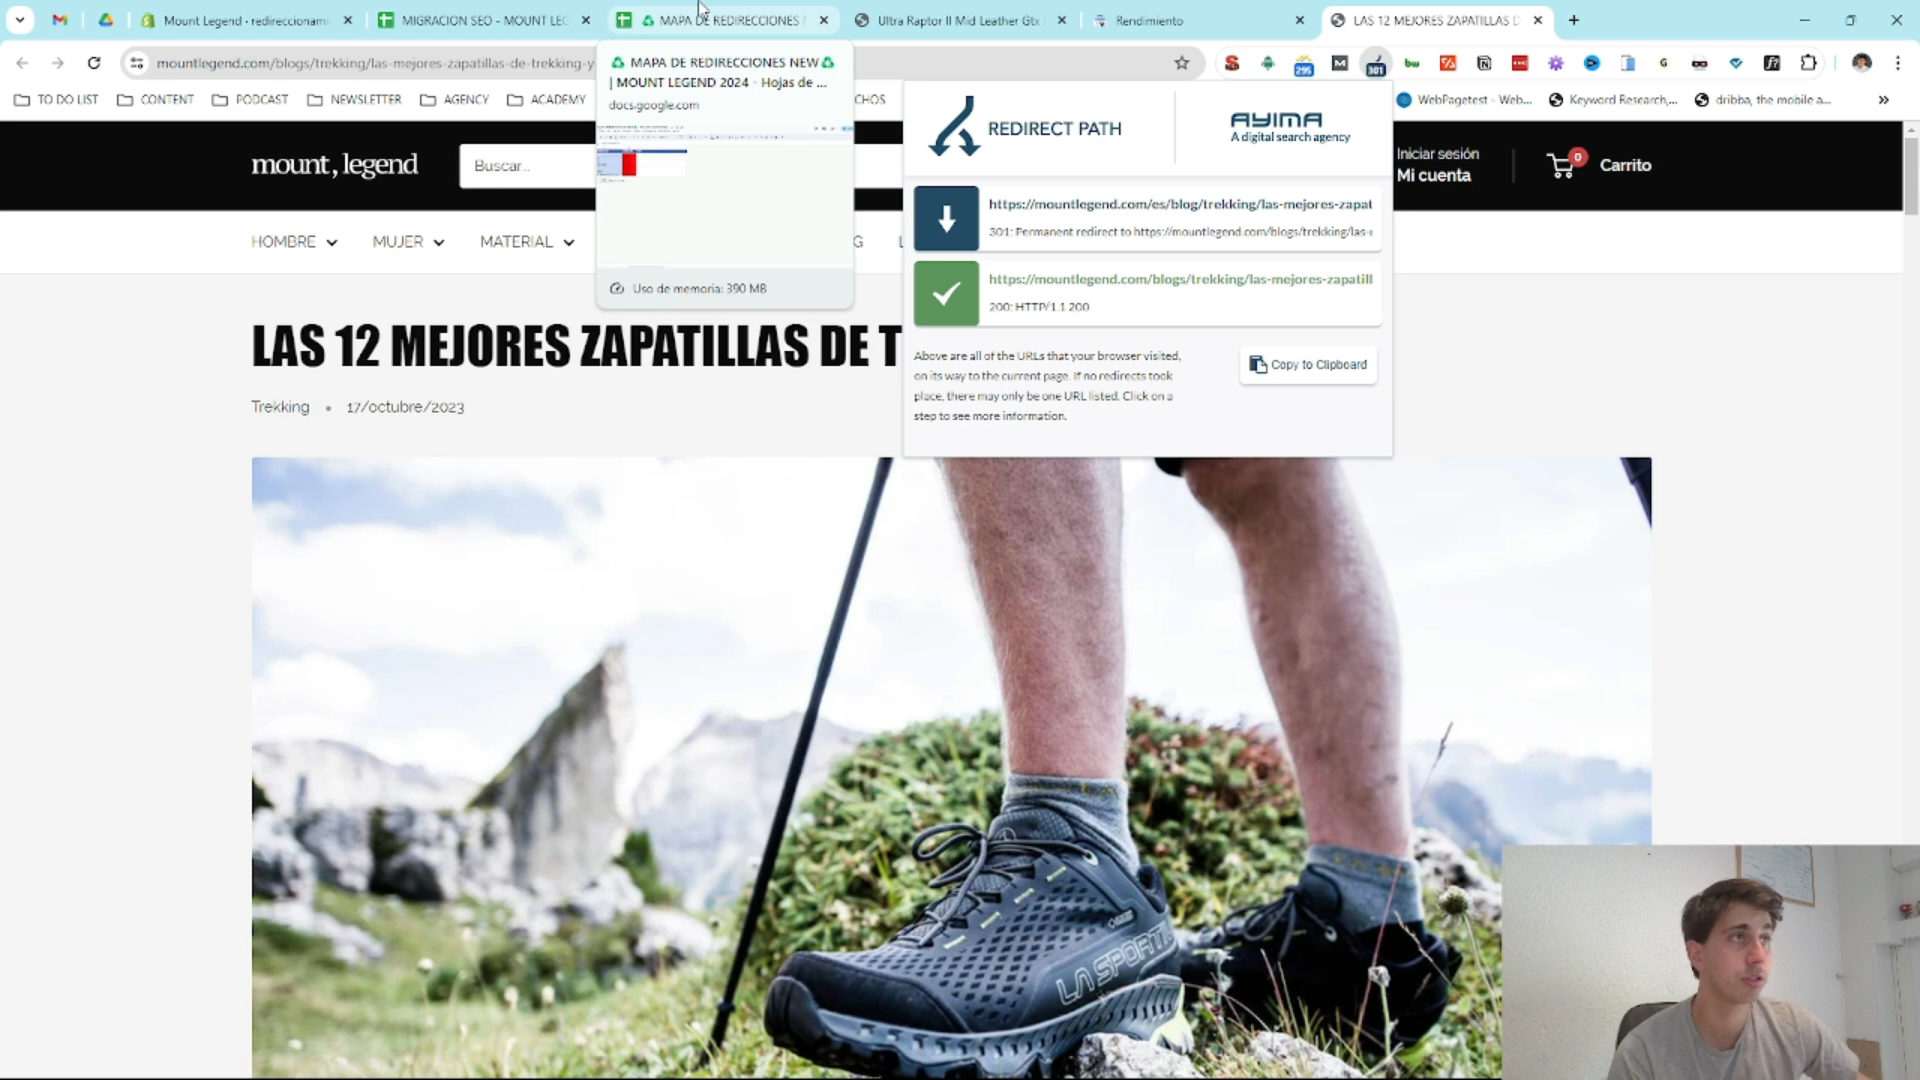 Mount Legend · redireccionami
MIGRACION SEO - MOUNT LEG
MAPA DE REDIRECCIONES
Ultra Raptor II Mid Leather Gtx
Rendimiento
LAS 12 MEJORES ZAPATILLAS D
mountlegend.com/blogs/trekking/las-mejores-zapatillas-de-trekking-y
295
301
TO DO LIST
CONTENT
PODCAST
NEWSLETTER
AGENCY
ACADEMY
CHOS
WebPagetest - Web...
Keyword Research,...
dribba, the mobile a...
MAPA DE REDIRECCIONES NEW
| MOUNT LEGEND 2024 - Hojas de ...
docs.google.com
Uso de memoria: 390 MB
REDIRECT PATH
AYIMA
A digital search agency
https://mountlegend.com/es/blog/trekking/las-mejores-zapat
301: Permanent redirect to https://mountlegend.com/blogs/trekking/las-
https://mountlegend.com/blogs/trekking/las-mejores-zapatill
200: HTTP/1.1 200
Above are all of the URLs that your browser visited,
on its way to the current page. If no redirects took
place, there may only be one URL listed. Click on a
step to see more information.
Copy to Clipboard
mount, legend
Buscar...
Iniciar sesión
Mi cuenta
0
Carrito
HOMBRE
MUJER
MATERIAL
G
LAS 12 MEJORES ZAPATILLAS DE T
Trekking • 17/octubre/2023
LA SPORTI